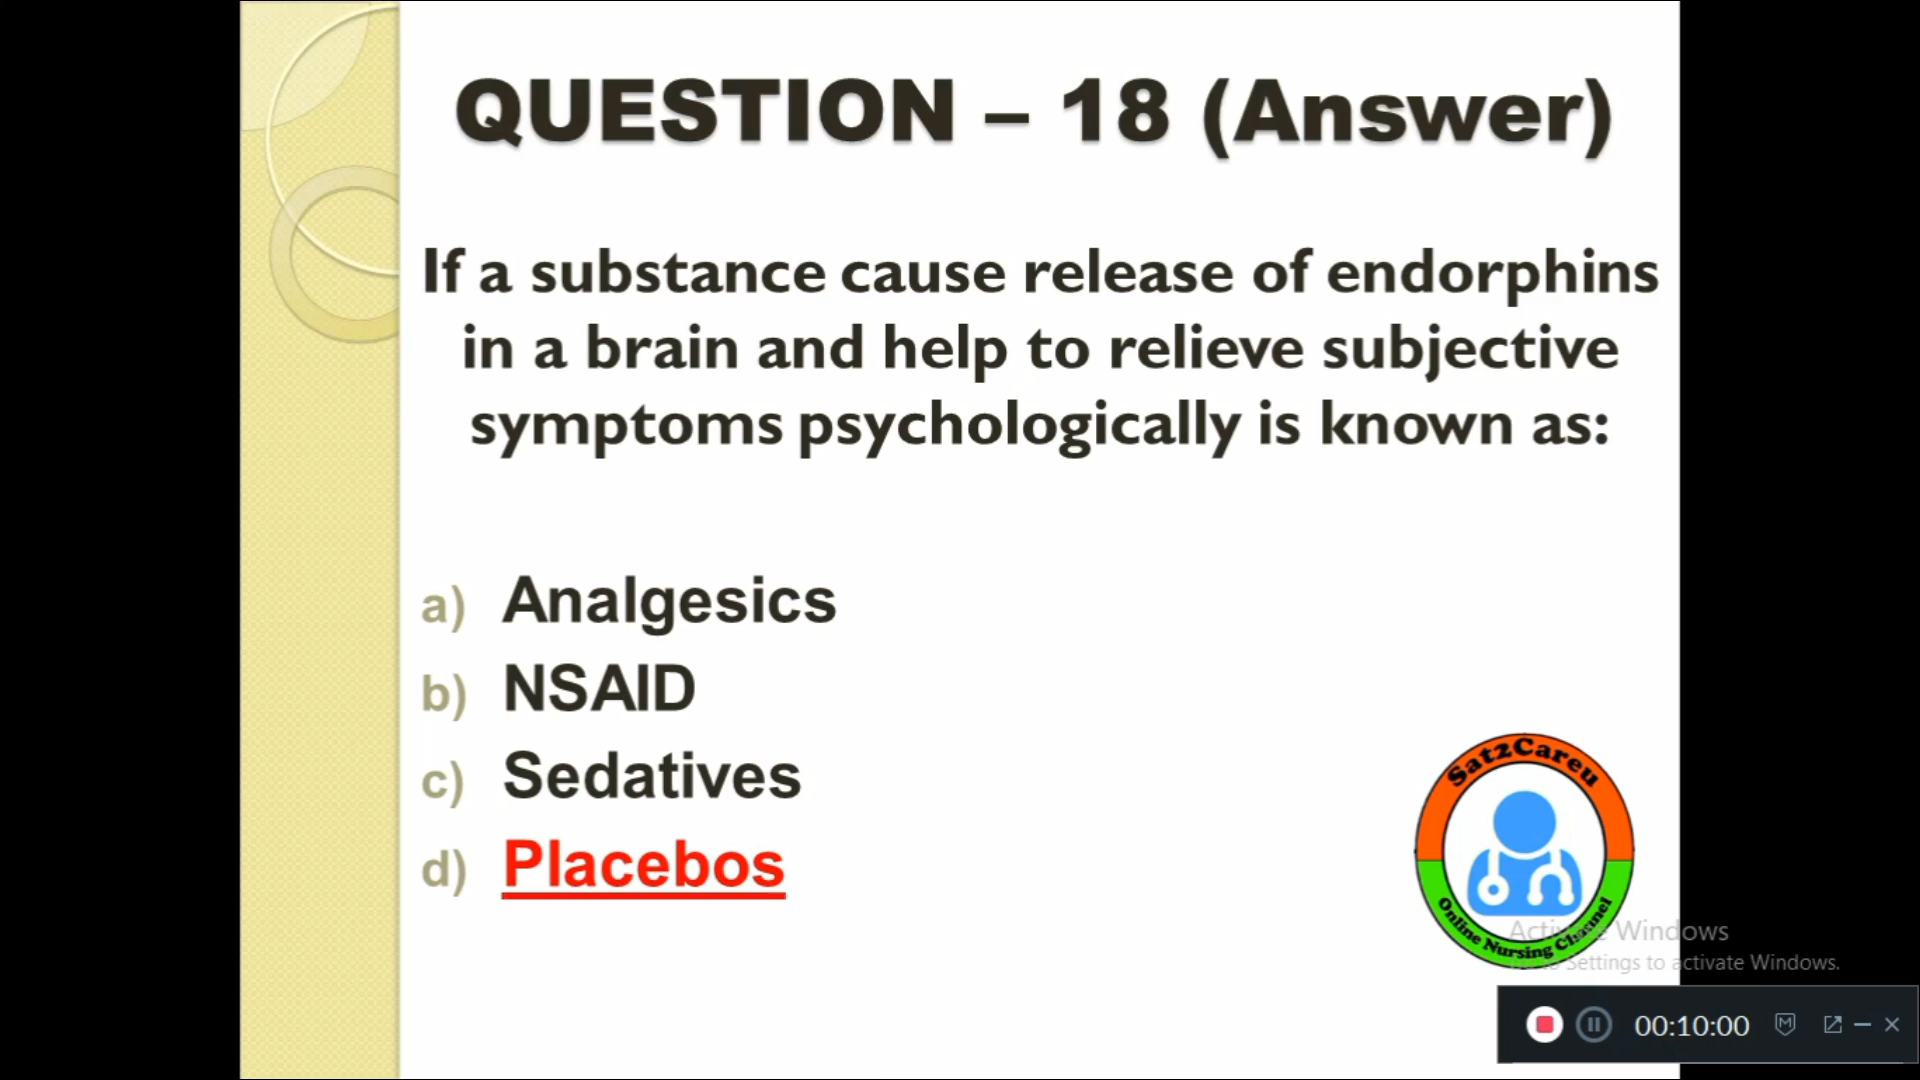 QUESTION – 18 (Answer)
If a substance cause release of endorphins
in a brain and help to relieve subjective
symptoms psychologically is known as:
a) Analgesics
b) NSAID
c) Sedatives
d) Placebos
Sat2Careu
Online Nursing Channel
Activate Windows
Go to Settings to activate Windows.
00:10:00